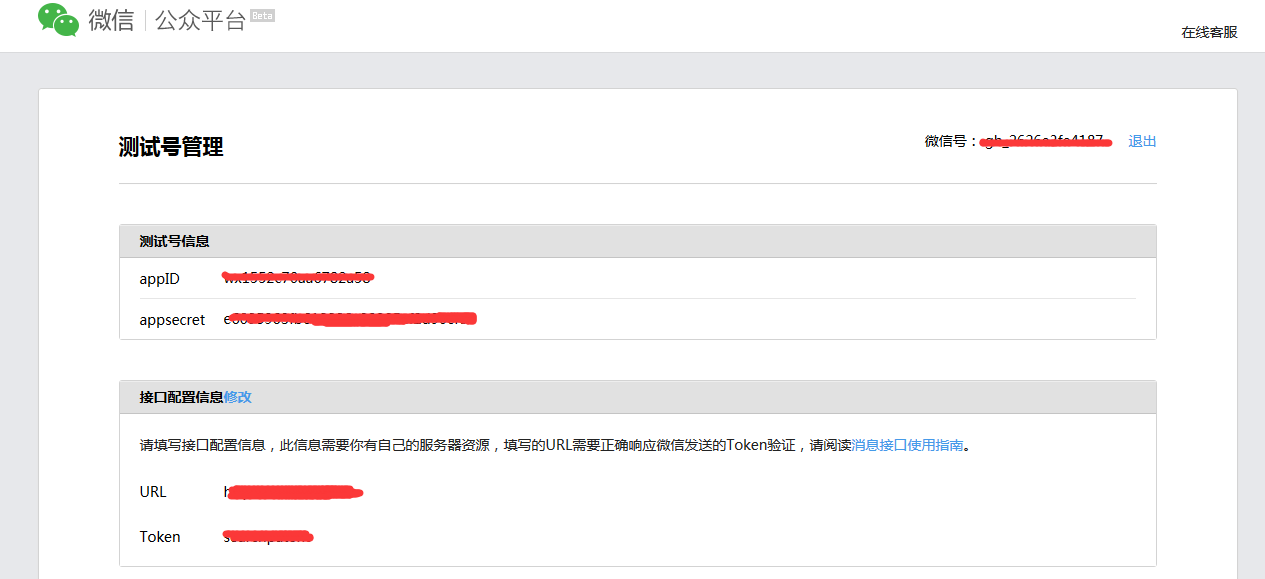 微信 公众平台 Beta
在线客服
测试号管理
微信号： 退出
测试号信息
appID
appsecret
接口配置信息修改
请填写接口配置信息，此信息需要你有自己的服务器资源，填写的URL需要正确响应微信发送的Token验证，请阅读消息接口使用指南。
URL
Token